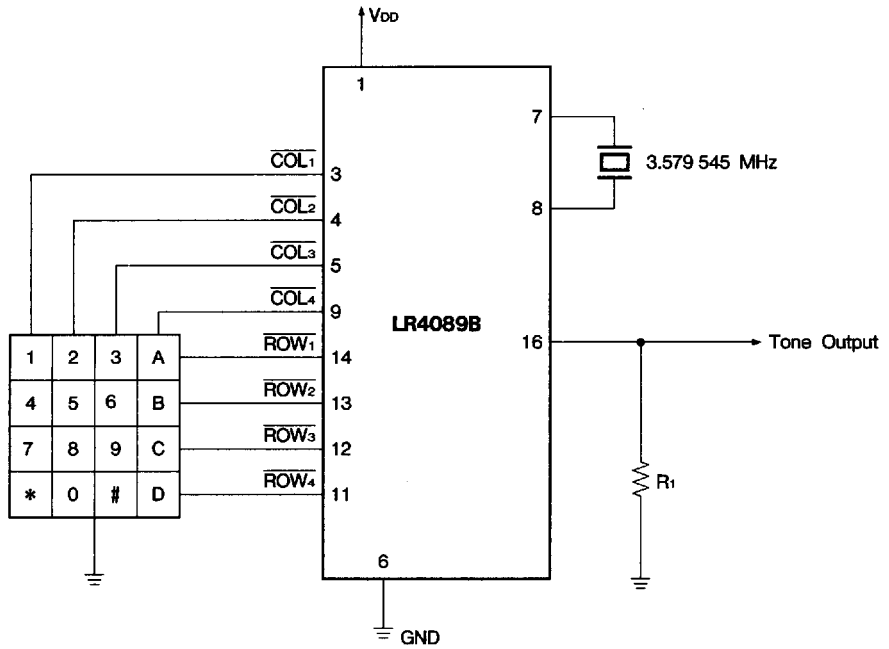 VDD
1
7
3.579 545 MHz
8
COL1
3
COL2
4
COL3
5
COL4
9
LR4089B
ROW1
14
ROW2
13
ROW3
12
ROW4
11
16
Tone Output
R1
1 2 3 A
4 5 6 B
7 8 9 C
* 0 # D
6
GND